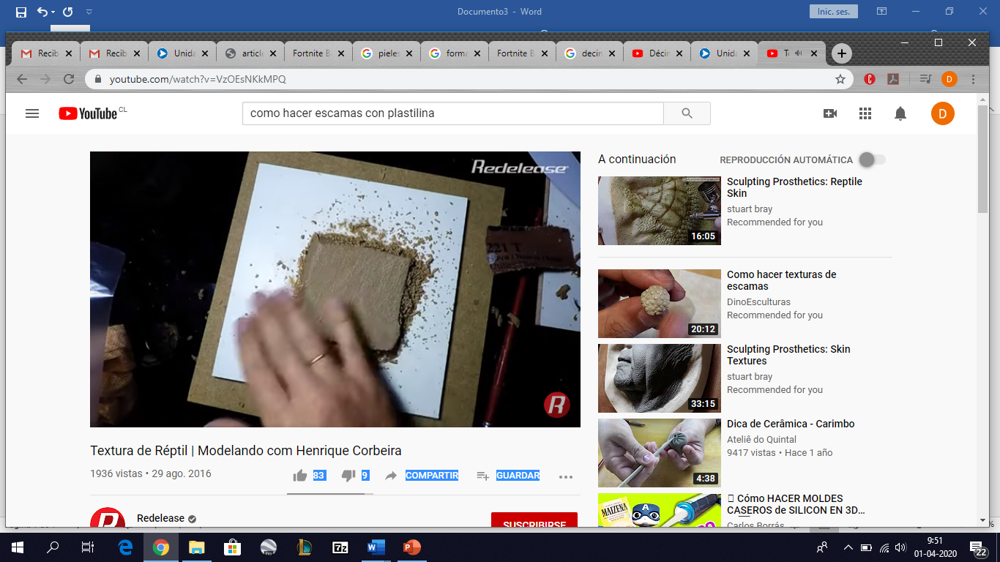 Documento3 - Word
Inic. ses.
Recib
Recib
Unida
article
Fortnite B
pieles
forma
Fortnite B
decin
Décin
Unida
youtube.com/watch?v=VzOEsNKkMPQ
D
YouTube CL
como hacer escamas con plastilina
D
Redelease
221 T
R
Textura de Réptil | Modelando com Henrique Corbeira
1936 vistas • 29 ago. 2016
83
9
COMPARTIR
GUARDAR
Redelease
SUSCRIBIRSE
A continuación
REPRODUCCIÓN AUTOMÁTICA
Sculpting Prosthetics: Reptile
Skin
stuart bray
Recommended for you
16:05
Como hacer texturas de
escamas
DinoEsculturas
Recommended for you
20:12
Sculpting Prosthetics: Skin
Textures
stuart bray
Recommended for you
33:15
Dica de Cerâmica - Carimbo
Ateliê do Quintal
9417 vistas • Hace 1 año
4:38
Cómo HACER MOLDES
CASEROS de SILICON EN 3D...
Carlos Borrás
MAIZENA
7z
9:51
01-04-2020
22